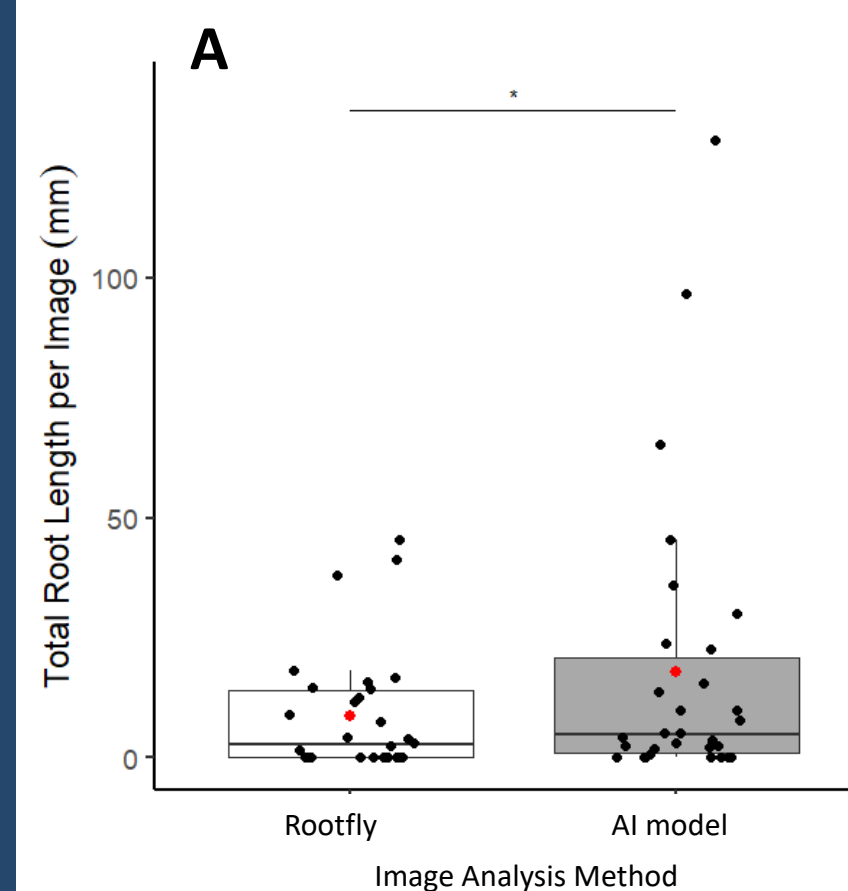 A
*
Total Root Length per Image (mm)
100
50
0
Rootfly
AI model
Image Analysis Method